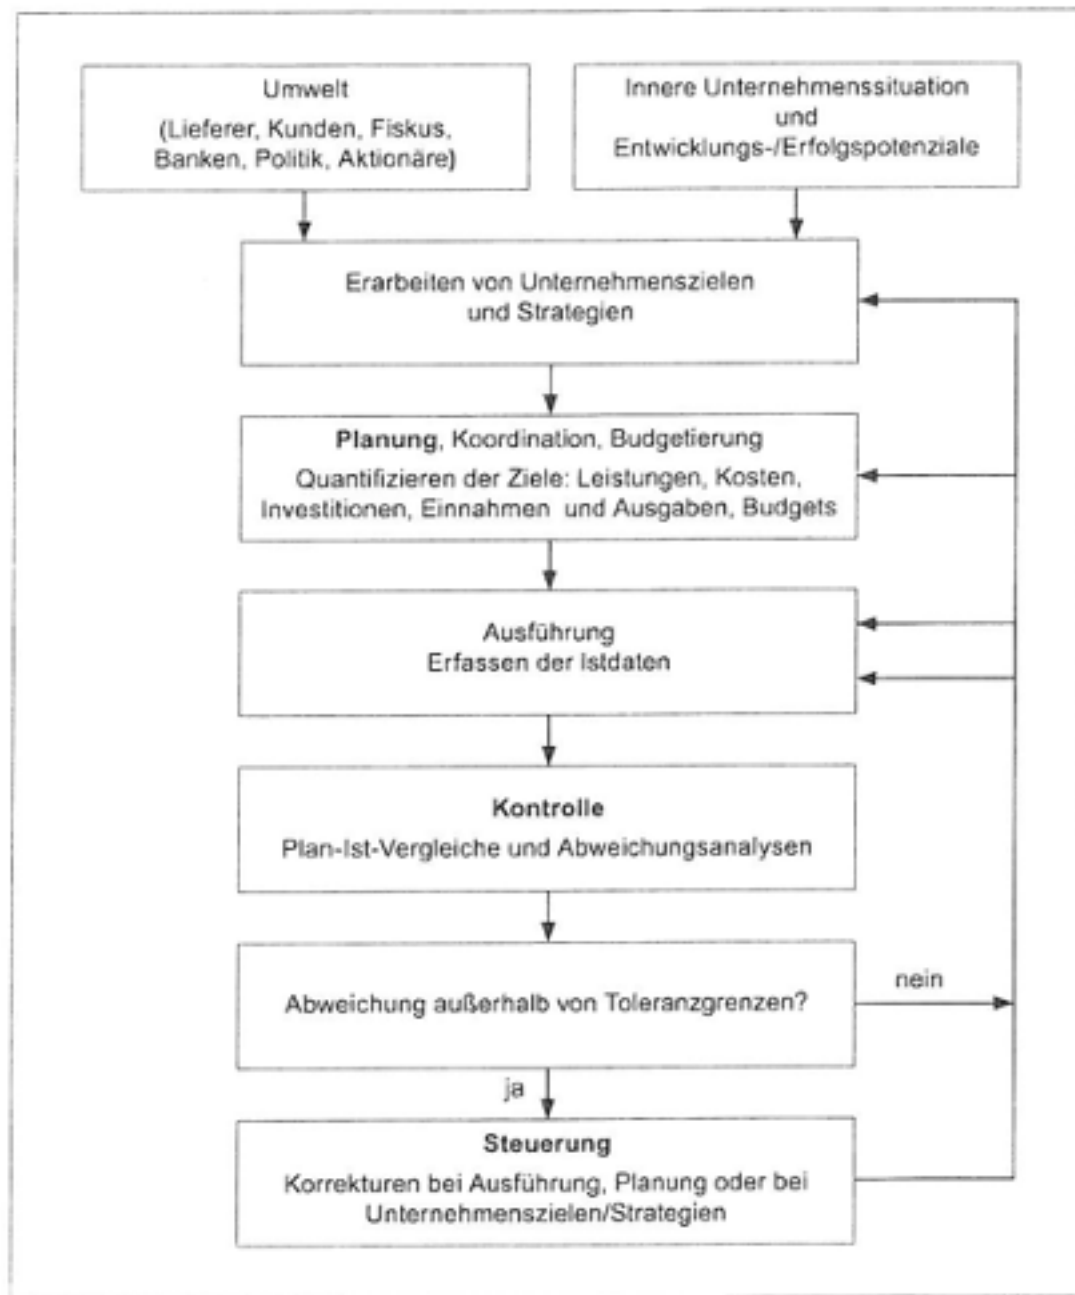 Umwelt
(Lieferer, Kunden, Fiskus,
Banken, Politik, Aktionäre)
Innere Unternehmenssituation
und
Entwicklungs-/Erfolgspotenziale
Erarbeiten von Unternehmenszielen
und Strategien
Planung, Koordination, Budgetierung
Quantifizieren der Ziele: Leistungen, Kosten,
Investitionen, Einnahmen und Ausgaben, Budgets
Ausführung
Erfassen der Istdaten
Kontrolle
Plan-Ist-Vergleiche und Abweichungsanalysen
Abweichung außerhalb von Toleranzgrenzen?
nein
ja
Steuerung
Korrekturen bei Ausführung, Planung oder bei
Unternehmenszielen/Strategien